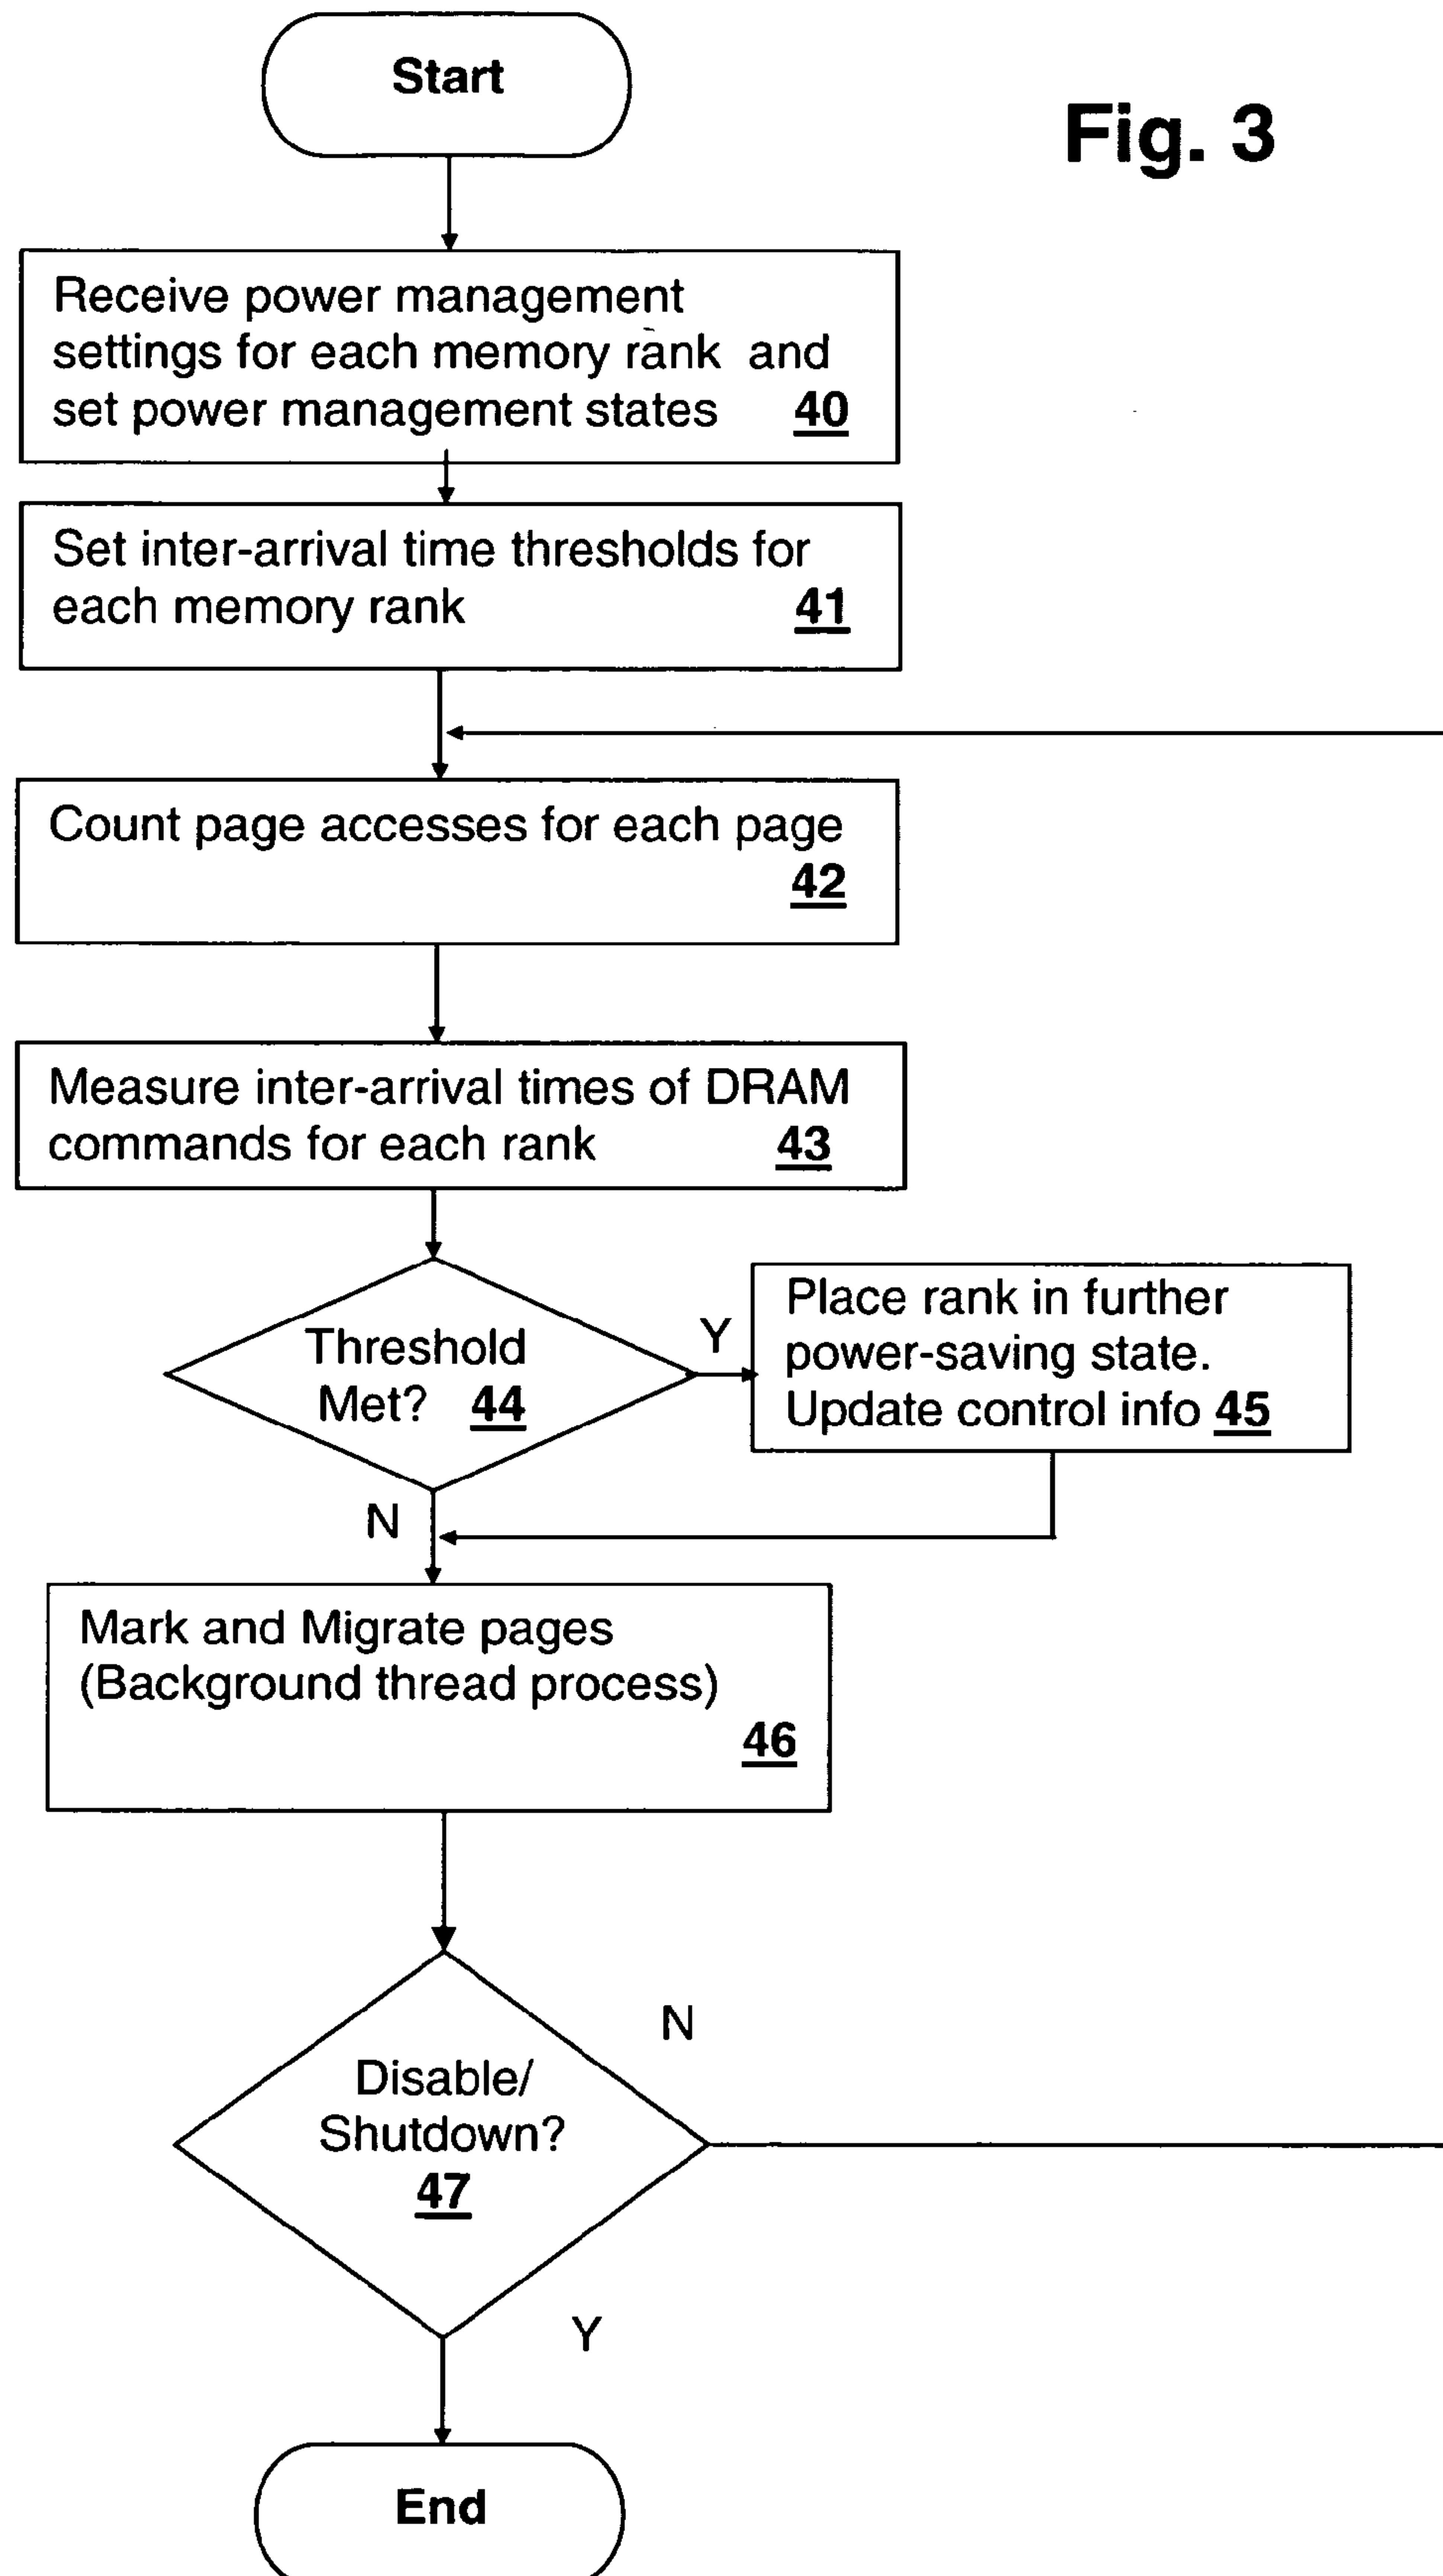 Start
Fig. 3
Receive power management
settings for each memory rank and
set power management states 40
Set inter-arrival time thresholds for
each memory rank 41
Count page accesses for each page
42
Measure inter-arrival times of DRAM
commands for each rank 43
Threshold
Met? 44
Y
Place rank in further
power-saving state.
Update control info 45
N
Mark and Migrate pages
(Background thread process)
46
N
Disable/
Shutdown?
47
Y
End